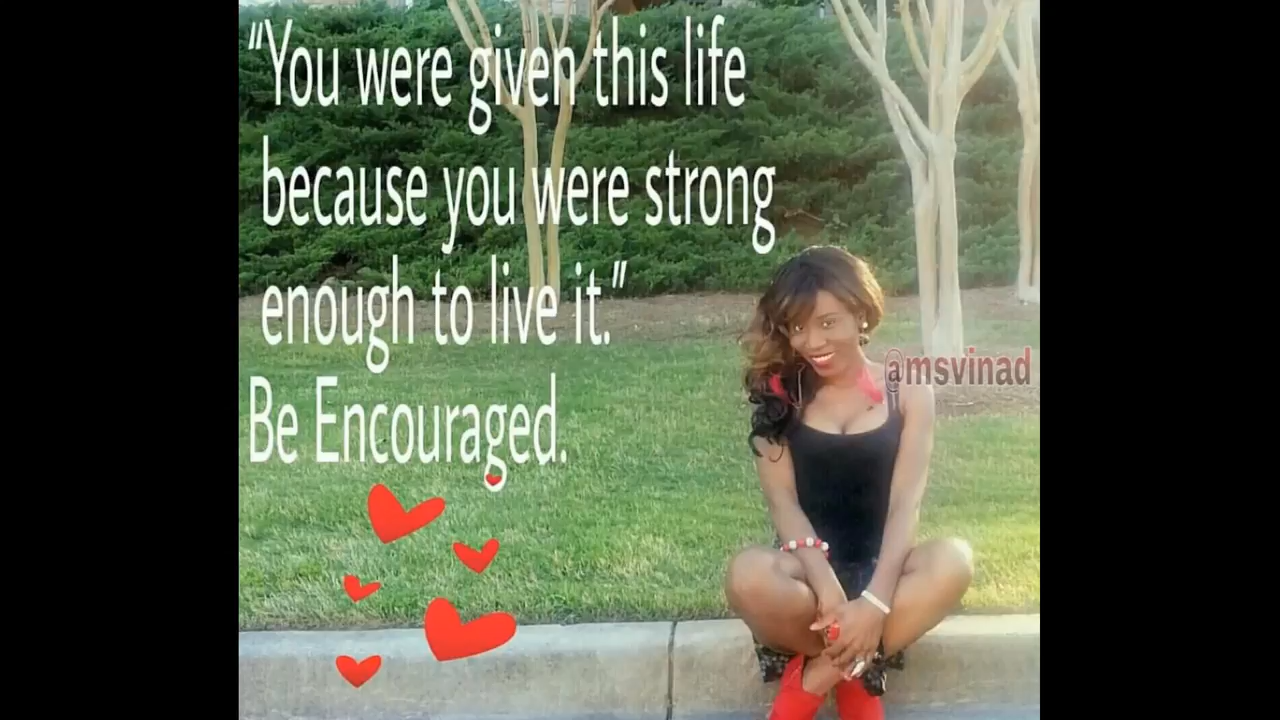 “You were given this life
because you were strong
enough to live it.”
Be Encouraged.
@msvinad